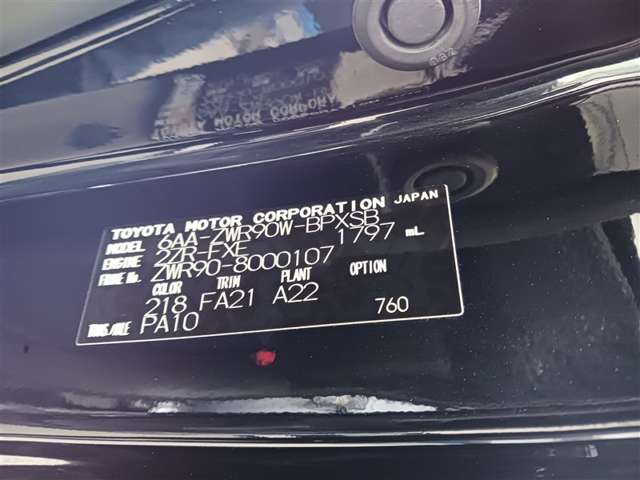 TOYOTA MOTOR CORPORATION JAPAN
MODEL 6AA-ZWR90W-BPXSB
ENGINE 2ZR-FXE 1797 mL
FRAME No. ZWR90-8000107
COLOR TRIM PLANT OPTION
218 FA21 A22 760
TRANS/AXLE PA10